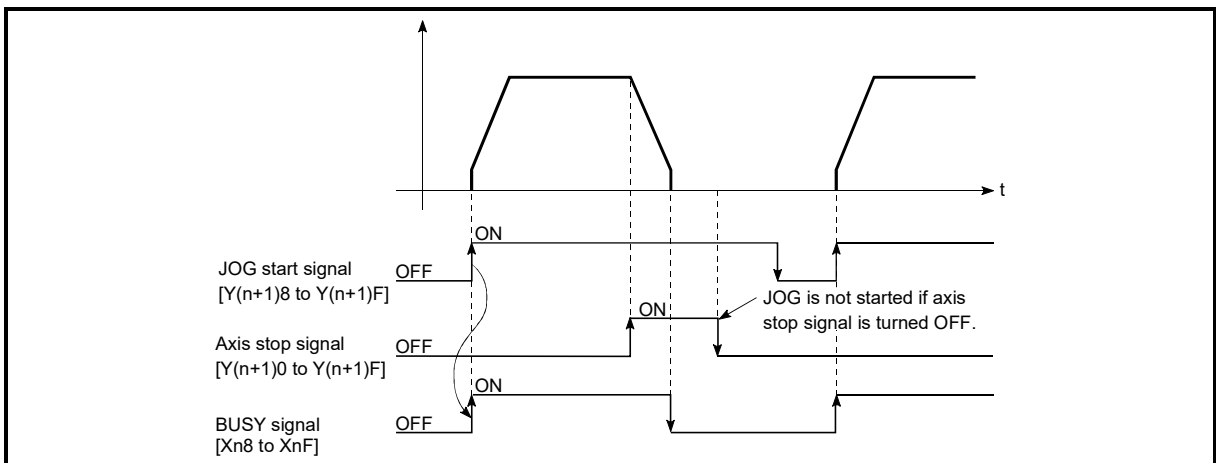 t
ON
JOG start signal
[Y(n+1)8 to Y(n+1)F]
OFF
JOG is not started if axis
stop signal is turned OFF.
ON
Axis stop signal
[Y(n+1)0 to Y(n+1)F]
OFF
ON
BUSY signal
[Xn8 to XnF]
OFF